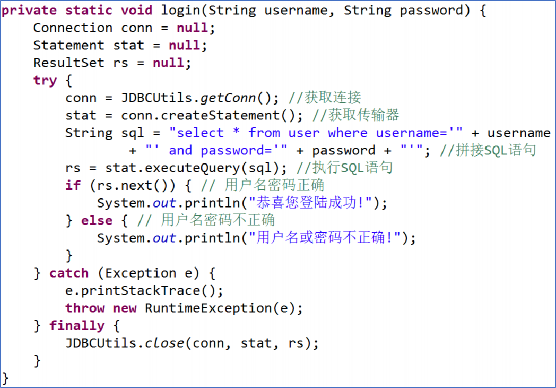 private static void login(String username, String password) {
    Connection conn = null;
    Statement stat = null;
    ResultSet rs = null;
    try {
        conn = JDBCUtils.getConn(); //获取连接
        stat = conn.createStatement(); //获取传输器
        String sql = "select * from user where username='" + username
                + "' and password='" + password + "'"; //拼接SQL语句
        rs = stat.executeQuery(sql); //执行SQL语句
        if (rs.next()) { // 用户名密码正确
            System.out.println("恭喜您登陆成功!");
        } else { // 用户名密码不正确
            System.out.println("用户名或密码不正确!");
        }
    } catch (Exception e) {
        e.printStackTrace();
        throw new RuntimeException(e);
    } finally {
        JDBCUtils.close(conn, stat, rs);
    }
}